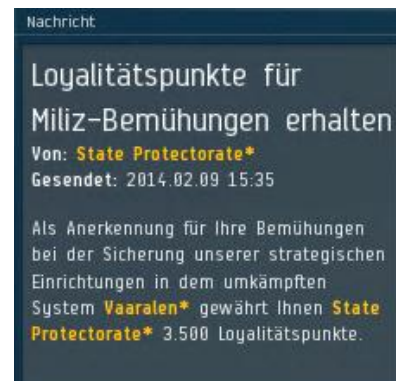 Nachricht
Loyalitätspunkte für
Miliz-Bemühungen erhalten
Von: State Protectorate*
Gesendet: 2014.02.09 15:35
Als Anerkennung für Ihre Bemühungen
bei der Sicherung unserer strategischen
Einrichtungen in dem umkämpften
System Vaaralen* gewährt Ihnen State
Protectorate* 3.500 Loyalitätspunkte.